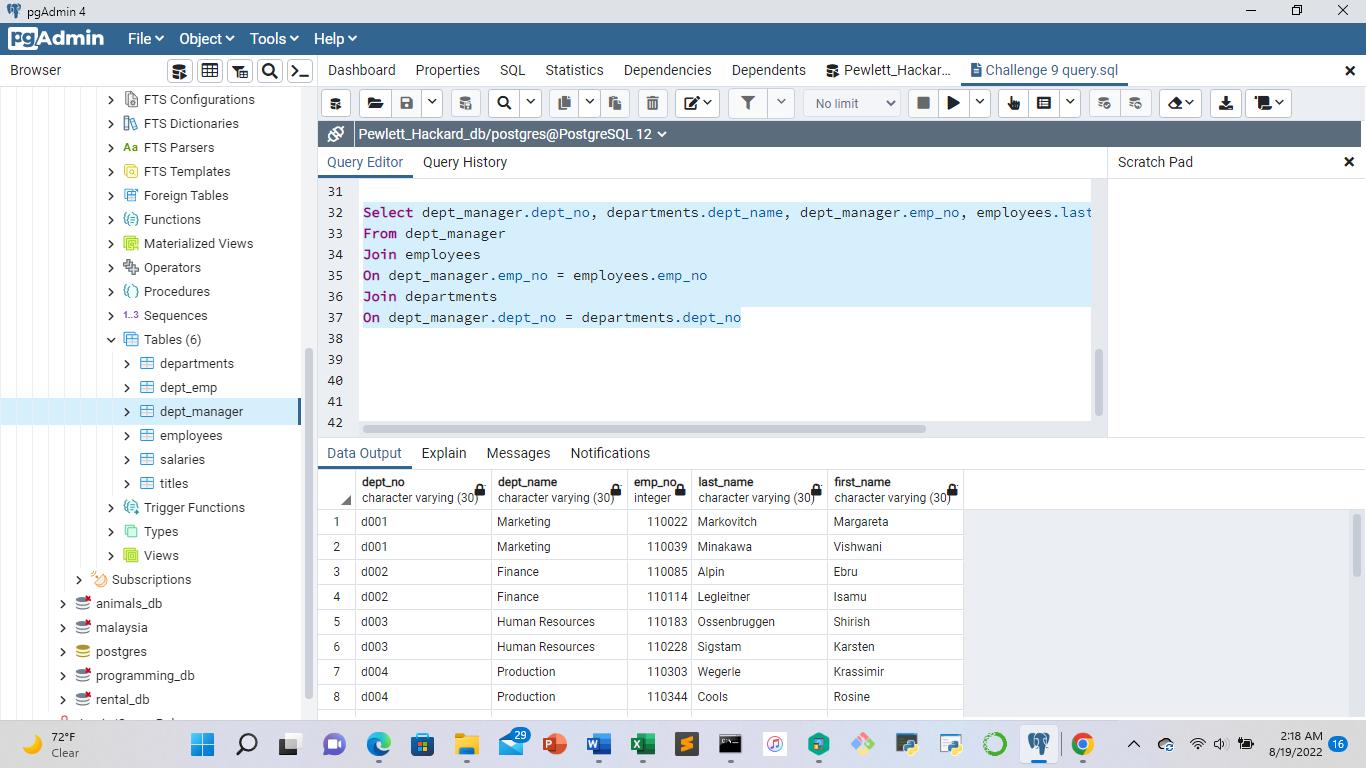 pgAdmin 4
pgAdmin File Object Tools Help
Browser
Dashboard Properties SQL Statistics Dependencies Dependents Pewlett_Hackar... Challenge 9 query.sql
No limit
Pewlett_Hackard_db/postgres@PostgreSQL 12
Query Editor Query History
Scratch Pad
FTS Configurations
FTS Dictionaries
Aa FTS Parsers
FTS Templates
Foreign Tables
Functions
Materialized Views
Operators
Procedures
1..3 Sequences
Tables (6)
departments
dept_emp
dept_manager
employees
salaries
titles
Trigger Functions
Types
Views
Subscriptions
animals_db
malaysia
postgres
programming_db
rental_db
31
32 Select dept_manager.dept_no, departments.dept_name, dept_manager.emp_no, employees.last
33 From dept_manager
34 Join employees
35 On dept_manager.emp_no = employees.emp_no
36 Join departments
37 On dept_manager.dept_no = departments.dept_no
38
39
40
41
42
Data Output Explain Messages Notifications
dept_no dept_name emp_no last_name first_name
character varying (30) character varying (30) integer character varying (30) character varying (30)
1 d001 Marketing 110022 Markovitch Margareta
2 d001 Marketing 110039 Minakawa Vishwani
3 d002 Finance 110085 Alpin Ebru
4 d002 Finance 110114 Legleitner Isamu
5 d003 Human Resources 110183 Ossenbruggen Shirish
6 d003 Human Resources 110228 Sigstam Karsten
7 d004 Production 110303 Wegerle Krassimir
8 d004 Production 110344 Cools Rosine
72°F
Clear
29
2:18 AM
8/19/2022
16